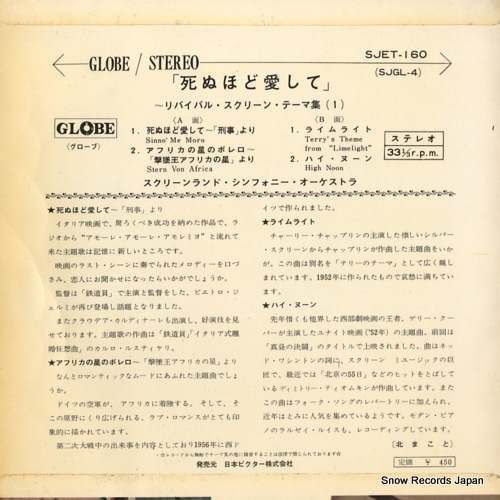 GLOBE / STEREO
SJET-160
(SJGL-4)
「死ぬほど愛して」
～リバイバル・スクリーン・テーマ集（1）
GLOBE
〈グローブ〉
〈A 面〉
1. 死ぬほど愛して～「刑事」より
Sinno' Me Moro
2. アフリカの星のボレロ～
「撃墜王アフリカの星」より
Stern Von Africa
〈B 面〉
1. ライムライト
Terry's Theme
from "Limelight"
2. ハイ・ヌーン
High Noon
ステレオ
33⅓r.p.m.
スクリーンランド・シンフォニー・オーケストラ
★死ぬほど愛して～「刑事」より
イタリア映画で、驚ろくべき成功を納めた作品で、ラ
ジオから"アモーレ・アモーレ・アモレミヨ"と流れて
来た主題歌は記憶に新しいところです。
映画のラスト・シーンに奏でられたメロディーを口づ
さみ、恋人にお聞かせになったらいかがでしょうか。
監督は「鉄道員」で主演と監督をした、ピエトロ・ジ
ェルミが再び登場し話題となりました。
またクラウデア・カルディナーレも出演し、好演技を見
せております。主題歌の作曲は「鉄道員」「イタリア式離
婚狂想曲」のカルロ・ルスティケリ。
★アフリカの星のボレロ～「撃墜王アフリカの星」より
なんとロマンティックなムードにあふれた主題曲でし
ょうか。
ドイツの空軍が、アフリカに着陸する。そして、そ
この原野にくり広げられる、ラブ・ロマンスがとても印
象的に描かれています。
第二次大戦中の出来事を内容としており1956年に西ド
イツで作られました。
★ライムライト
チャーリー・チャップリンの主演した懐しいシルバー
・スクリーンからチャップリンが作曲した主題曲をいか
が。この曲は別名を「テリーのテーマ」として広く親し
まれています。1952年に作られたもので哀愁に満ちてい
ます。
★ハイ・ヌーン
先年惜くも他界した西部劇映画の王者、ゲリー・クー
パーが主演したユナイト映画（'52年）の主題曲。前回は
「真昼の決闘」のタイトルで上映されました。曲はネッ
ド・ワシントンの詞に、スクリーン ミュージックの巨
匠で、最近では「北京の55日」などのヒットをとばして
いるディミトリー・ティオムキンが作曲しています。また
この曲はフォーク・ソングのレパートリーに加えられ、
近年はとみに人気を集めているようです。モダン・ピア
ノのラルゼイ・ルイスも、レコーディングしています。
（北 まこと）
発売元 日本ビクター株式会社
定価 ￥ 450
Snow Records Japan
www.snowrecords.jp